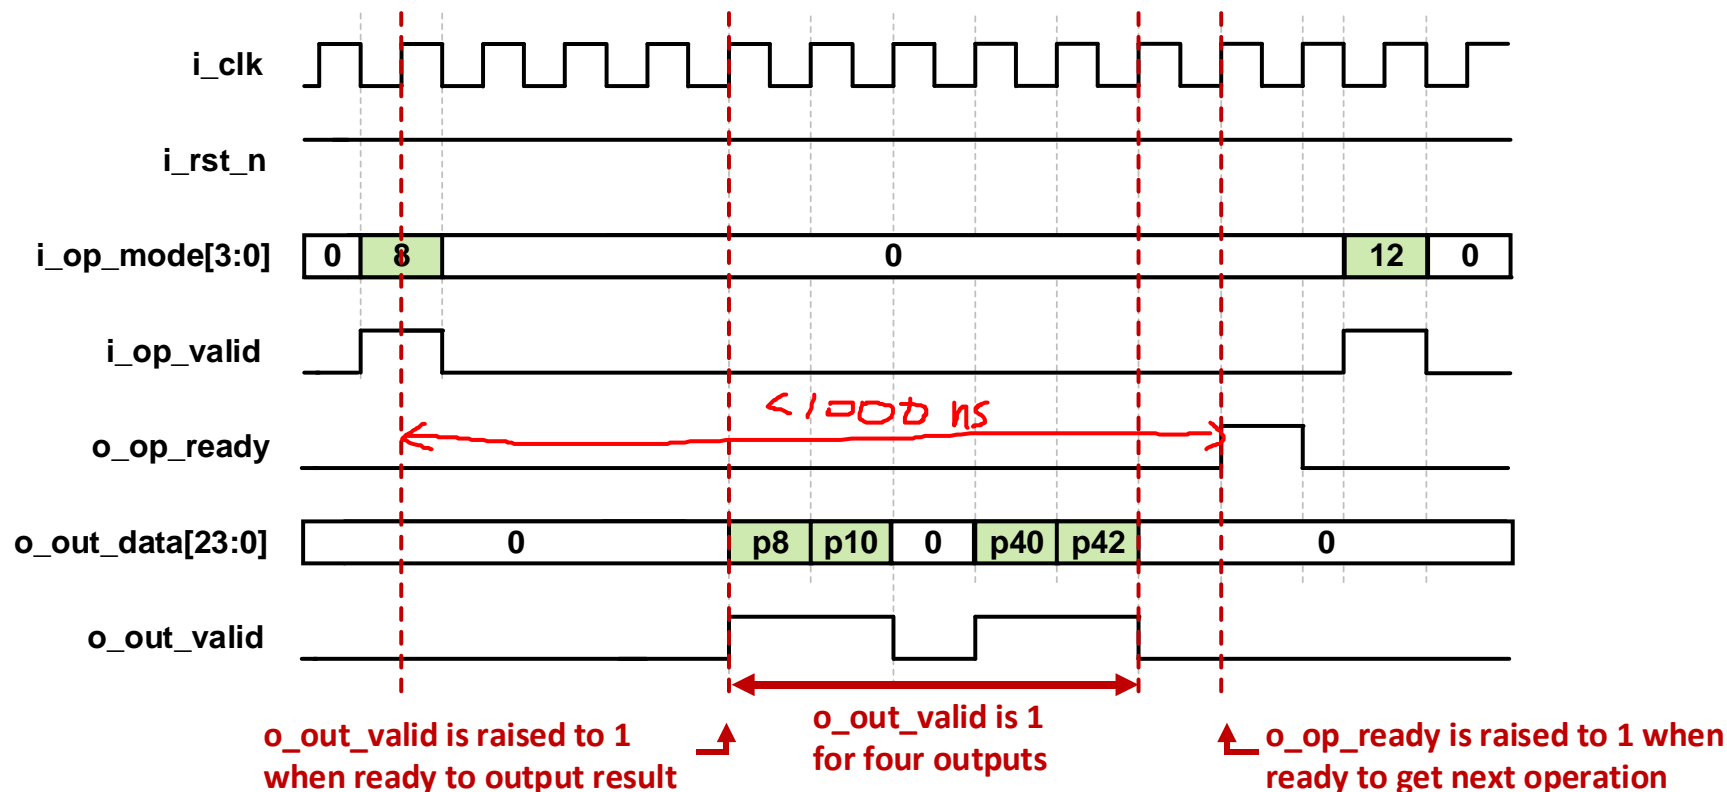 i_clk
i_rst_n
i_op_mode[3:0] 0 8 0 12 0
i_op_valid
<1000 ns
o_op_ready
o_out_data[23:0] 0 p8 p10 0 p40 p42 0
o_out_valid
o_out_valid is raised to 1
when ready to output result
o_out_valid is 1
for four outputs
o_op_ready is raised to 1 when
ready to get next operation